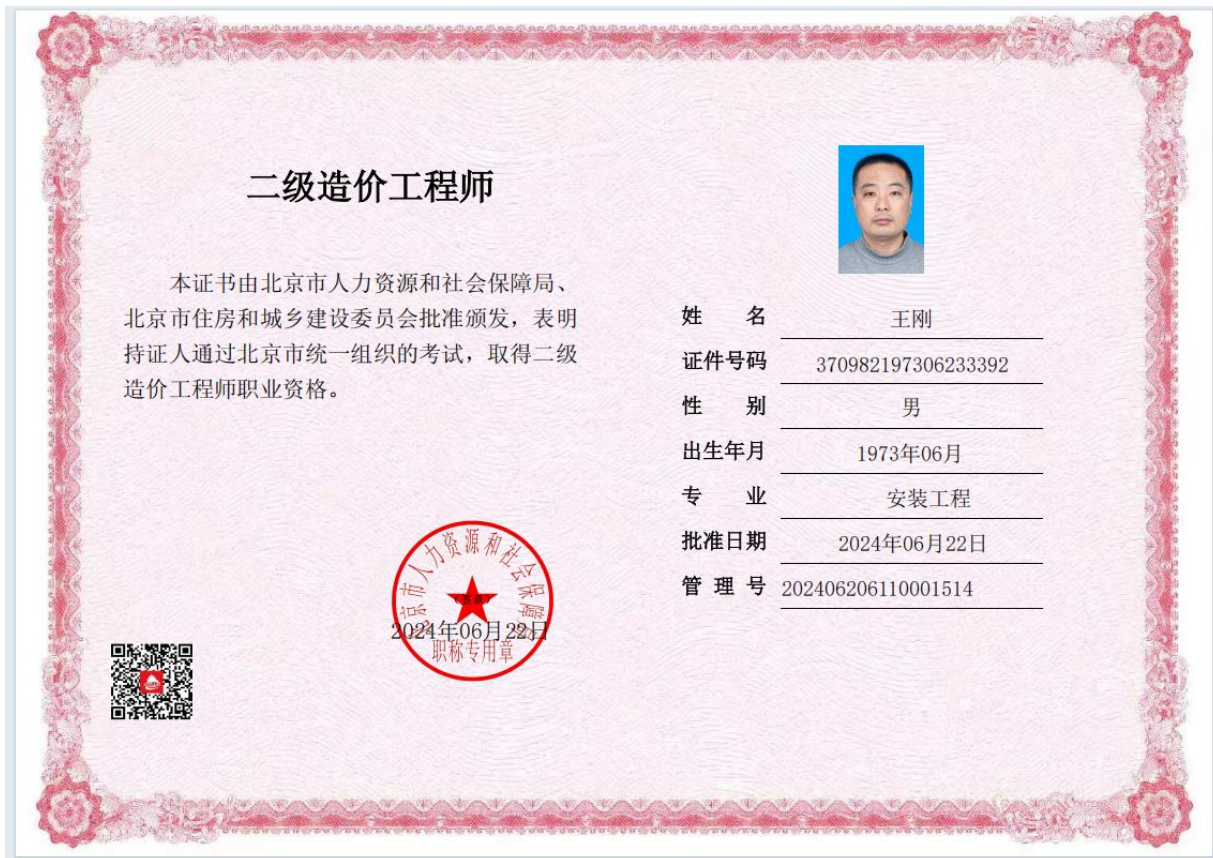 二级造价工程师
本证书由北京市人力资源和社会保障局、
北京市住房和城乡建设委员会批准颁发，表明
持证人通过北京市统一组织的考试，取得二级
造价工程师职业资格。
北京市人力资源和社会保障局
2024年06月22日
职称专用章
姓 名 王刚
证件号码 370982197306233392
性 别 男
出生年月 1973年06月
专 业 安装工程
批准日期 2024年06月22日
管 理 号 202406206110001514